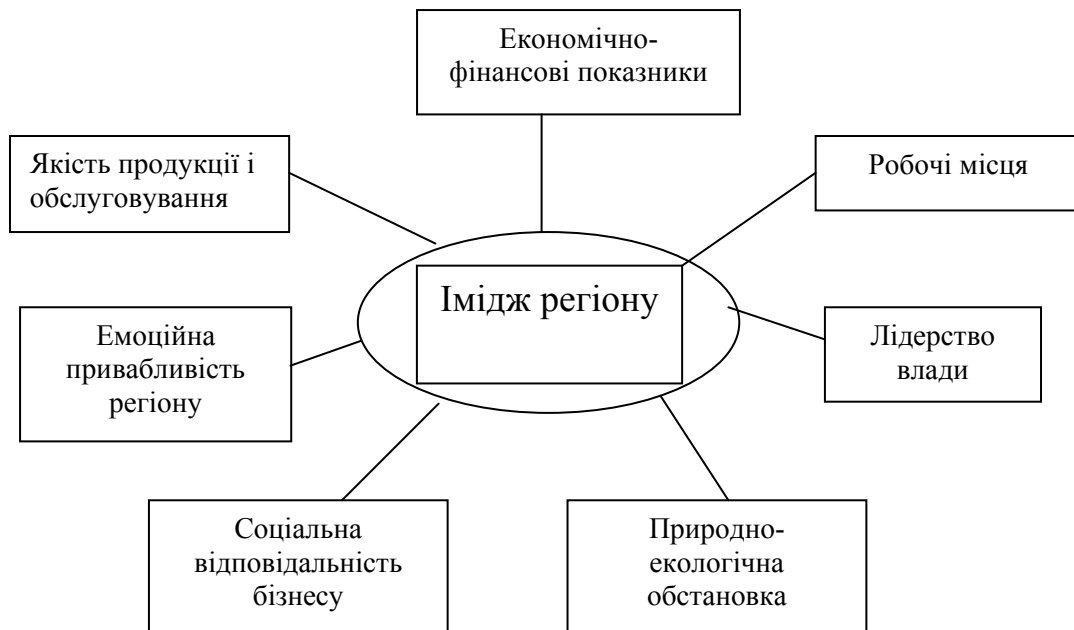 Економічно-
фінансові показники
Якість продукції і
обслуговування
Робочі місця
Імідж регіону
Емоційна
привабливість
регіону
Лідерство
влади
Соціальна
відповідальність
бізнесу
Природно-
екологічна
обстановка